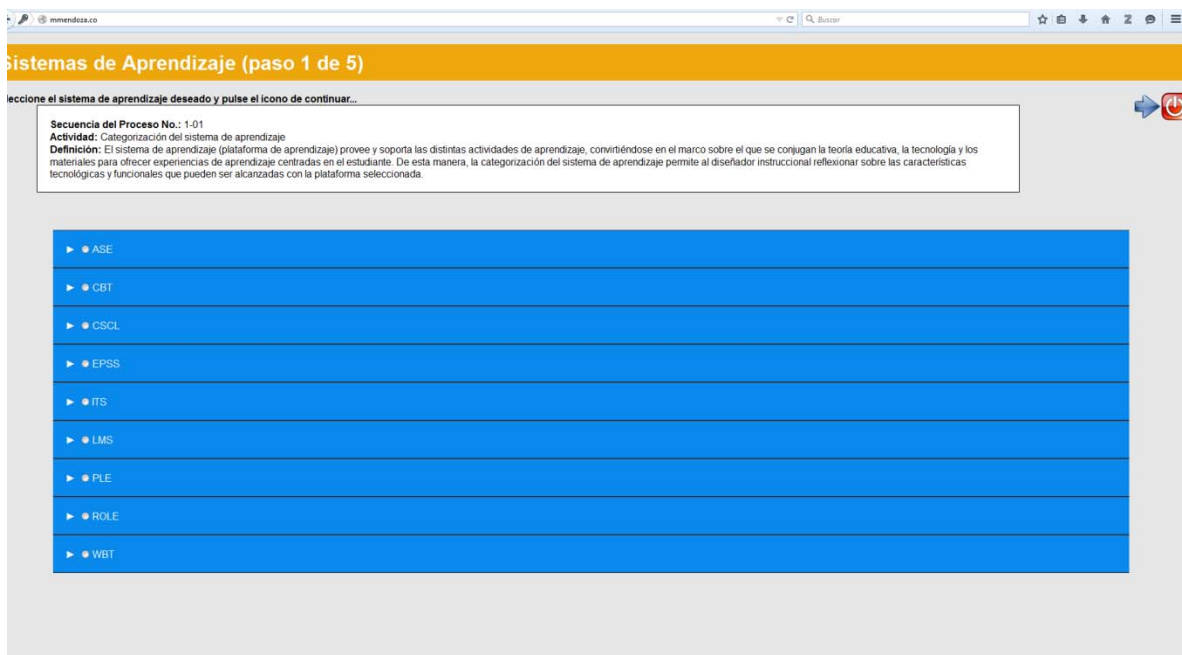 mmendoza.co
Buscar
Sistemas de Aprendizaje (paso 1 de 5)
leccione el sistema de aprendizaje deseado y pulse el icono de continuar...
Secuencia del Proceso No.: 1-01
Actividad: Categorización del sistema de aprendizaje
Definición: El sistema de aprendizaje (plataforma de aprendizaje) provee y soporta las distintas actividades de aprendizaje, convirtiéndose en el marco sobre el que se conjugan la teoría educativa, la tecnología y los
materiales para ofrecer experiencias de aprendizaje centradas en el estudiante. De esta manera, la categorización del sistema de aprendizaje permite al diseñador instruccional reflexionar sobre las características
tecnológicas y funcionales que pueden ser alcanzadas con la plataforma seleccionada.
ASE
CBT
CSCL
EPSS
ITS
LMS
PLE
ROLE
WBT